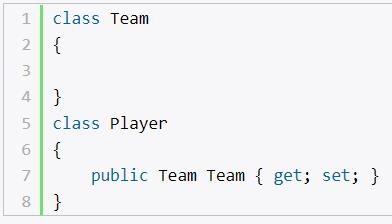 1 class Team
2 {
3
4 }
5 class Player
6 {
7     public Team Team { get; set; }
8 }